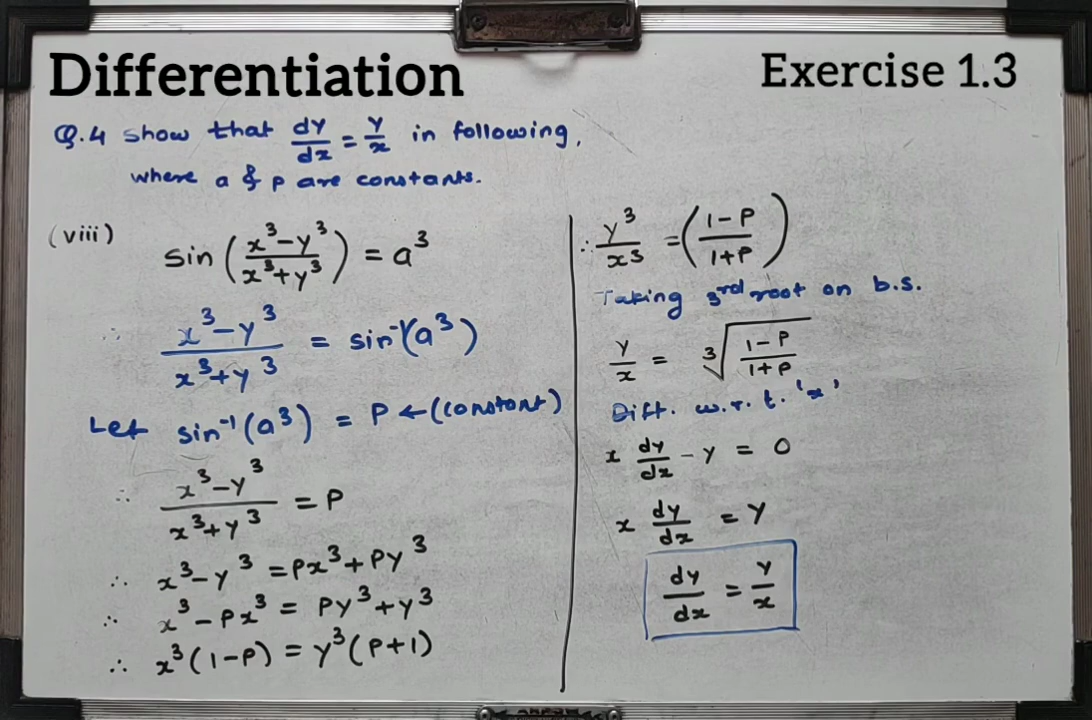 Differentiation
Exercise 1.3
Q.4 show that dy/dx = y/x in following,
where a & p are constants.
(viii)
sin((x³-y³)/(x³+y³)) = a³
∴ (x³-y³)/(x³+y³) = sin⁻¹(a³)
Let sin⁻¹(a³) = P ← (constant)
∴ (x³-y³)/(x³+y³) = P
∴ x³-y³ = Px³+Py³
∴ x³-Px³ = Py³+y³
∴ x³(1-P) = y³(P+1)
∴ y³/x³ = ((1-P)/(1+P))
Taking 3rd root on b.s.
y/x = ³√((1-P)/(1+P))
Diff. w.r.t. 'x'
x dy/dx - y = 0
x dy/dx = y
dy/dx = y/x